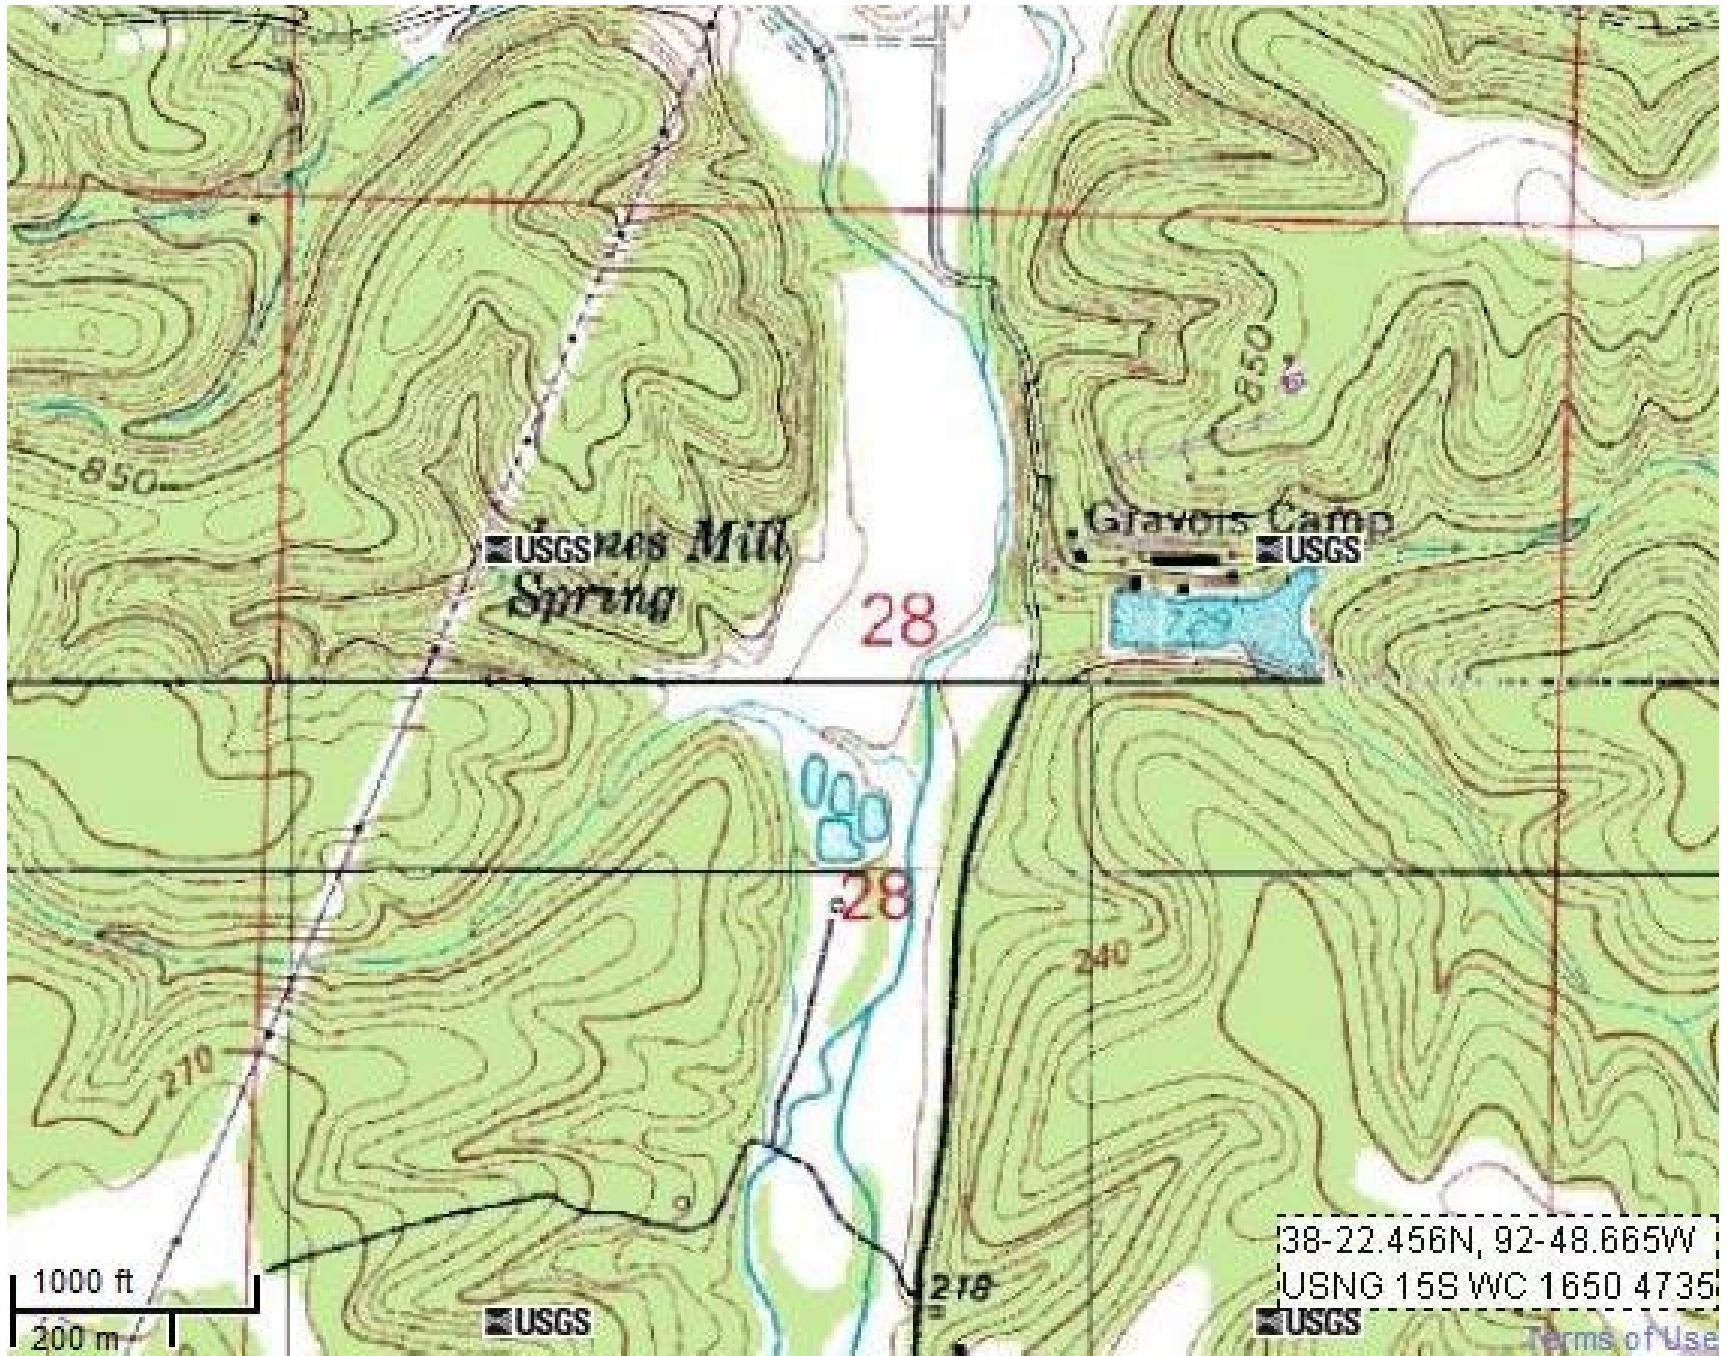 850
850
Gravois Camp
USGS
nes Mill
USGS
Spring
28
28
240
270
38-22.456N, 92-48.665W
1000 ft
USNG 15S WC 1650 4735
218
200 m
USGS
USGS
Terms of Use